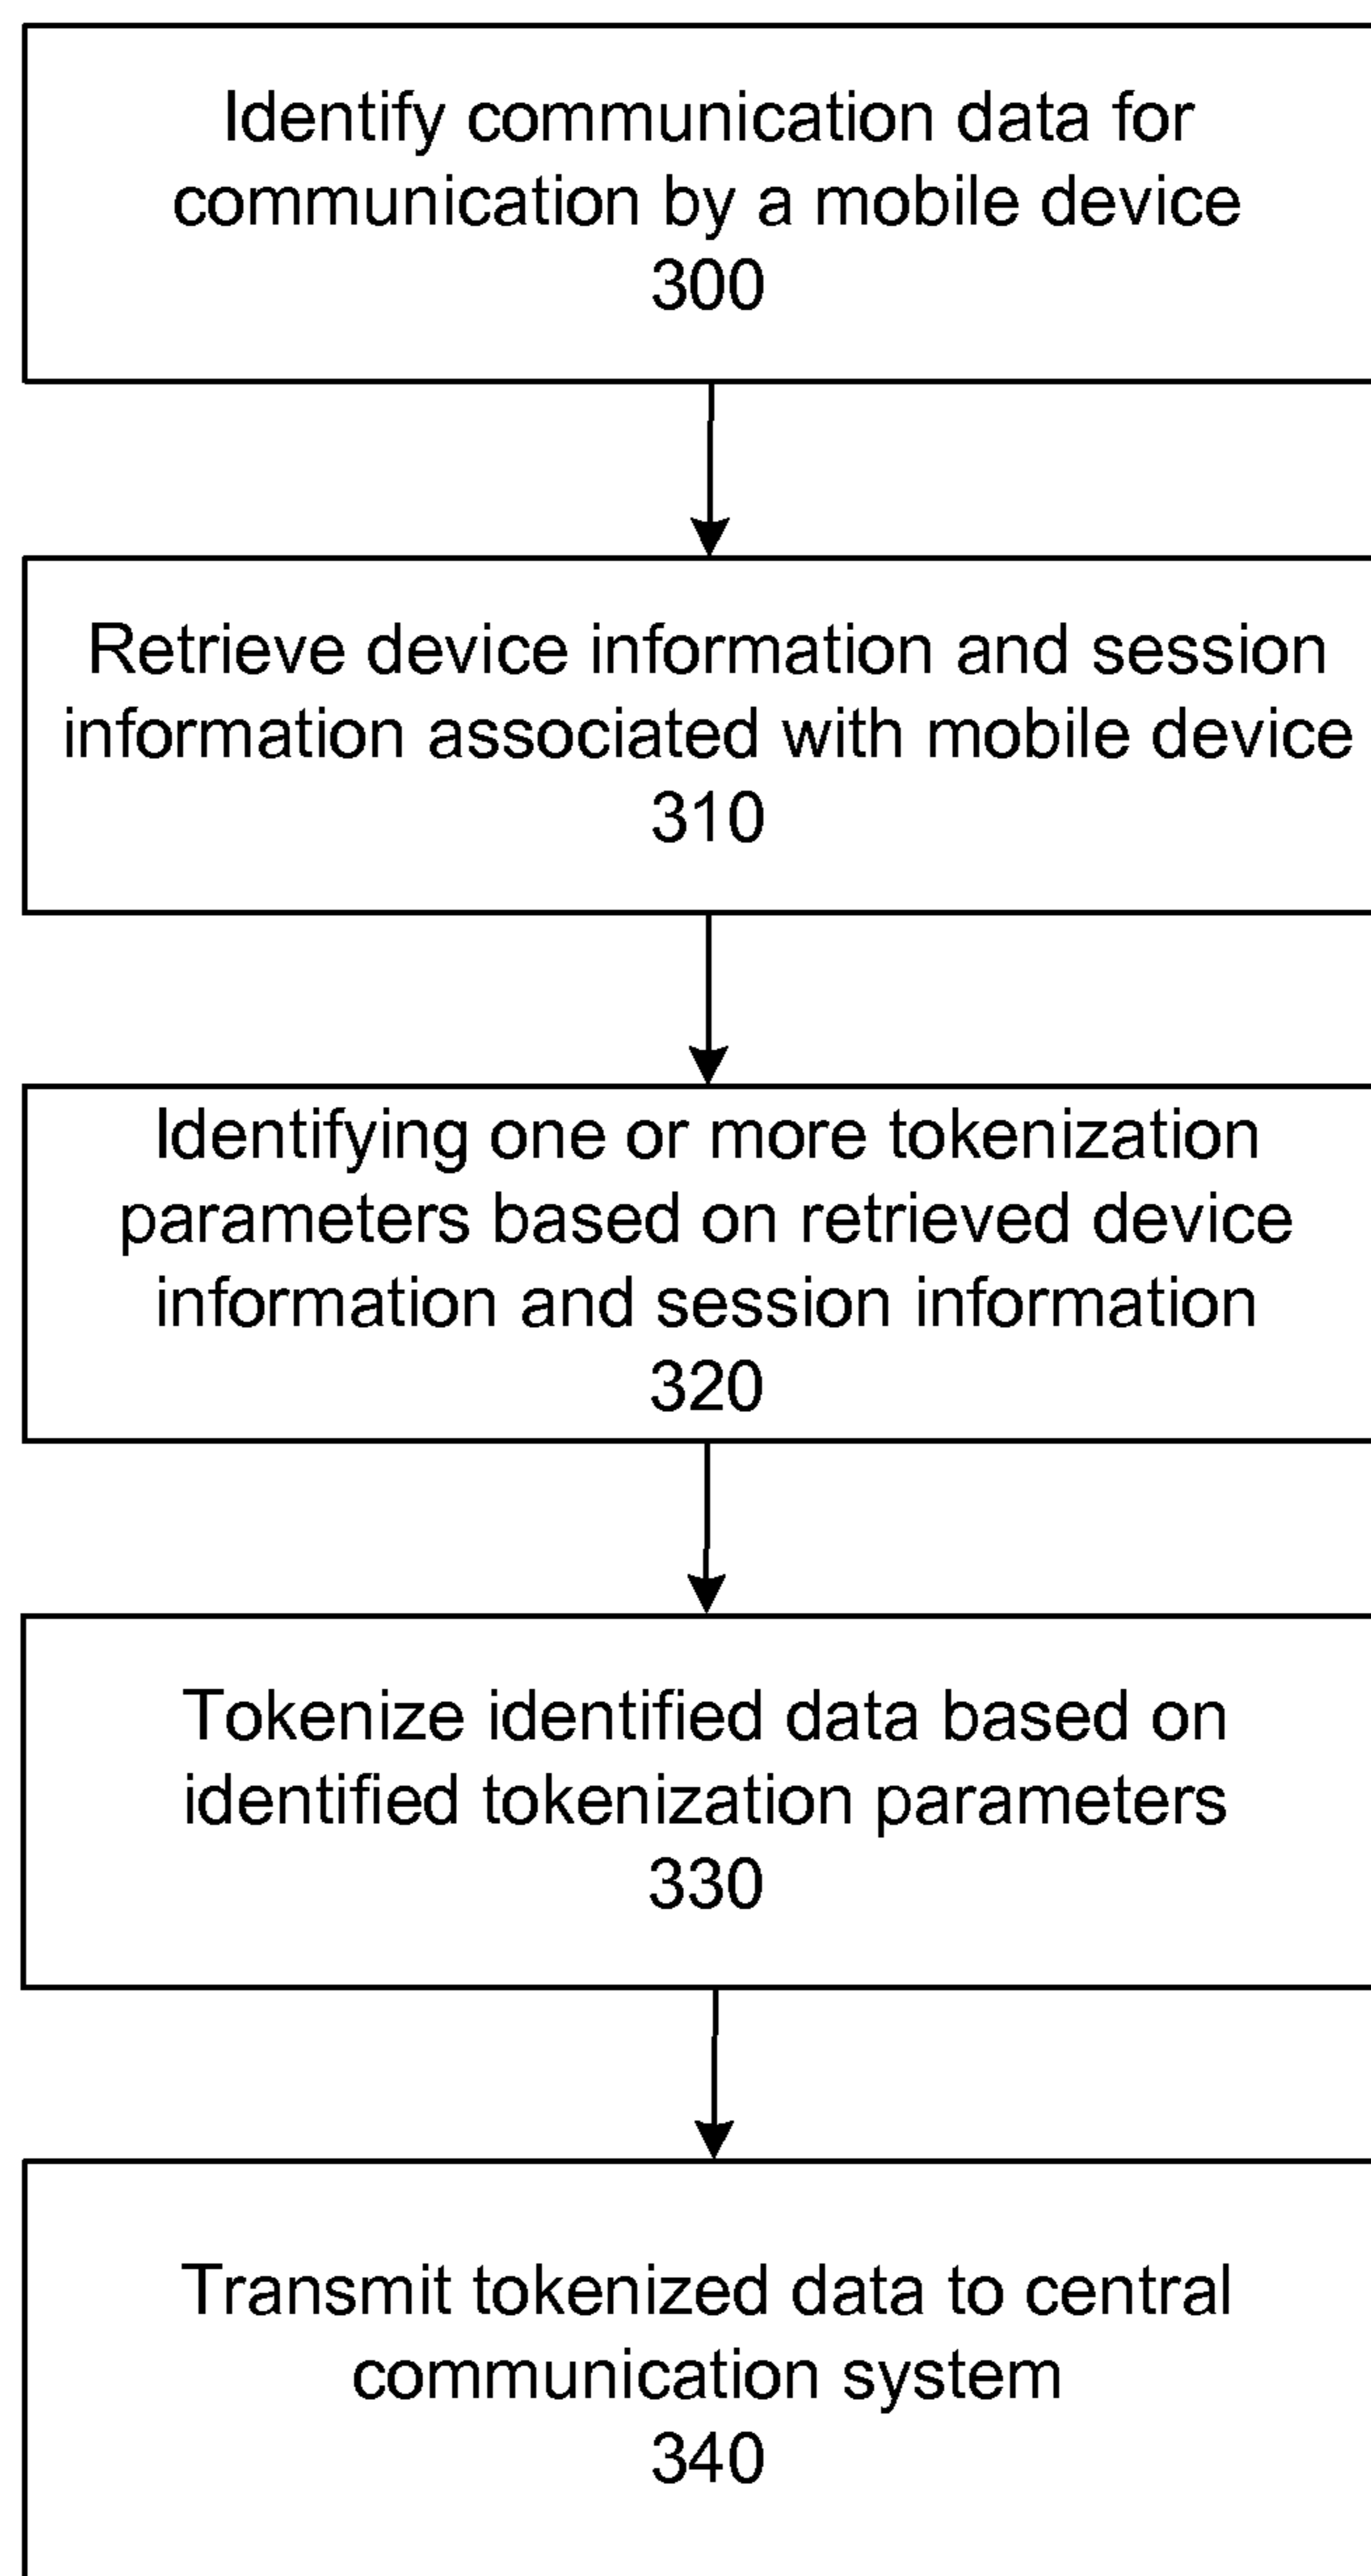 Identify communication data for
communication by a mobile device
300
Retrieve device information and session
information associated with mobile device
310
Identifying one or more tokenization
parameters based on retrieved device
information and session information
320
Tokenize identified data based on
identified tokenization parameters
330
Transmit tokenized data to central
communication system
340